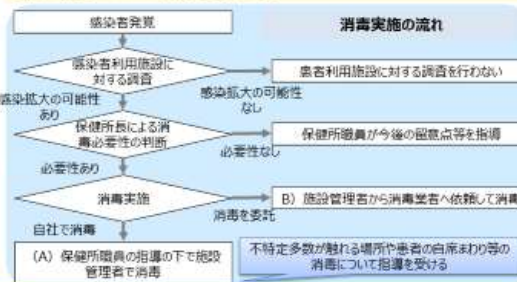 消毒実施の流れ
感染者発覚
感染者利用施設に
対する調査
患者利用施設に対する調査を行わない
感染拡大の可能性
あり
感染拡大の可能性
なし
保健所長による消
毒必要性の判断
保健所職員が今後の留意点等を指導
必要性あり
必要性なし
消毒実施
B）施設管理者から消毒業者へ依頼して消毒
自社で消毒
消毒を委託
（A）保健所職員の指導の下で施設
管理者で消毒
不特定多数が触れる場所や患者の自席まわり等の
消毒について指導を受ける